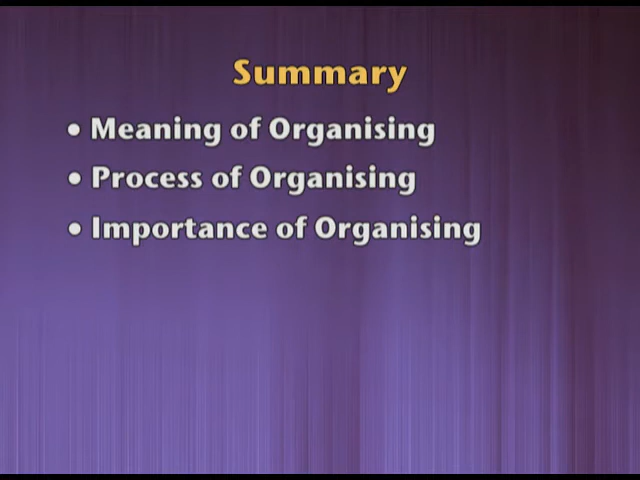 Summary
• Meaning of Organising
• Process of Organising
• Importance of Organising